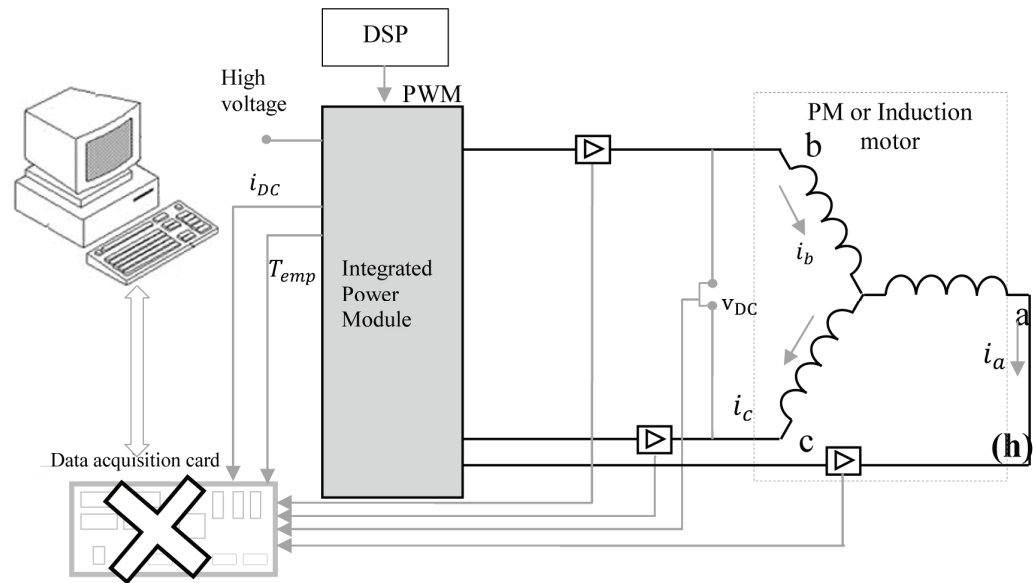 DSP
High
voltage
PWM
PM or Induction
motor
b
i_DC
i_b
T_emp
Integrated
Power
Module
v_DC
a
i_a
i_c
c
(h)
Data acquisition card